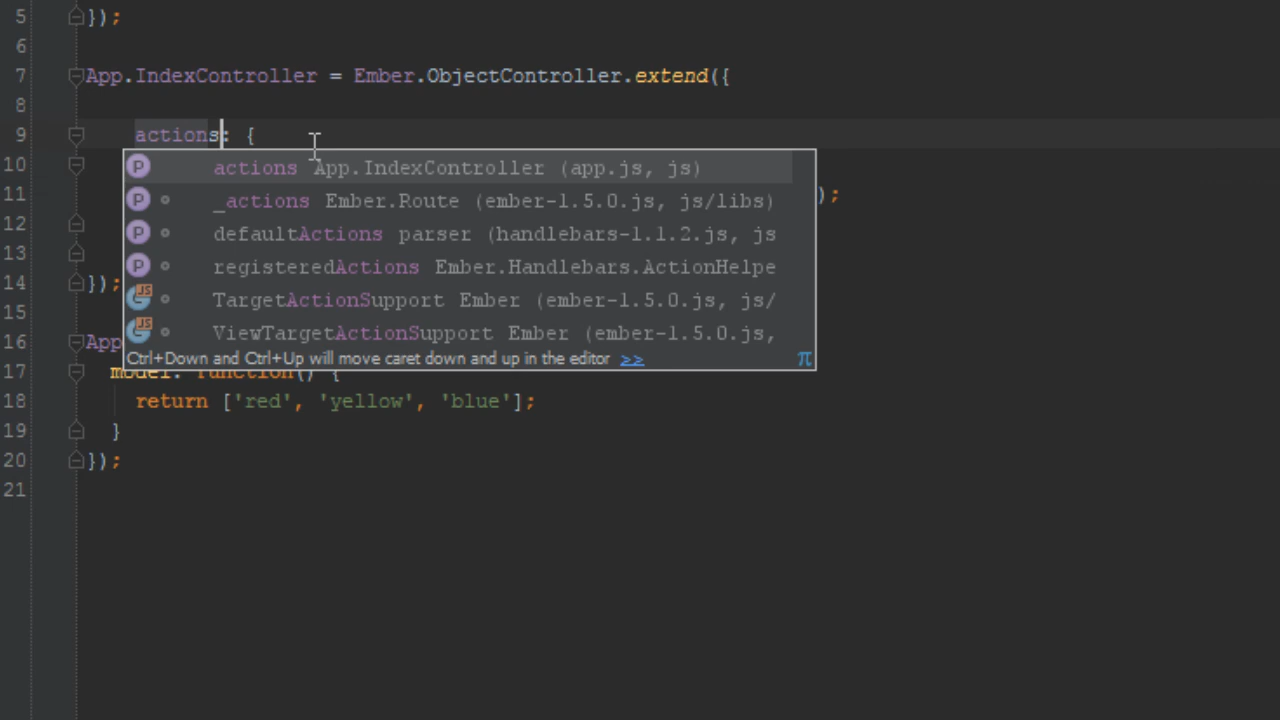 5 });
6
7 App.IndexController = Ember.ObjectController.extend({
8
9 actions: {
actions App.IndexController (app.js, js)
10
_actions Ember.Route (ember-1.5.0.js, js/libs)
11 );
defaultActions parser (handlebars-1.1.2.js, js
12
13
registeredActions Ember.Handlebars.ActionHelpe
14 });
TargetActionSupport Ember (ember-1.5.0.js, js/
15
ViewTargetActionSupport Ember (ember-1.5.0.js,
16 App
Ctrl+Down and Ctrl+Up will move caret down and up in the editor >> π
17 model: function() {
18 return ['red', 'yellow', 'blue'];
19 }
20 });
21